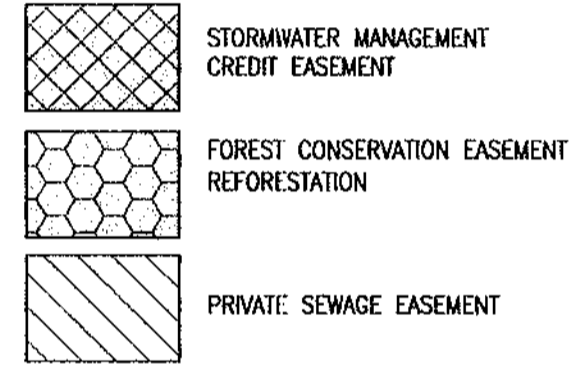 STORMWATER MANAGEMENT
CREDIT EASEMENT
FOREST CONSERVATION EASEMENT
REFORESTATION
PRIVATE SEWAGE EASEMENT